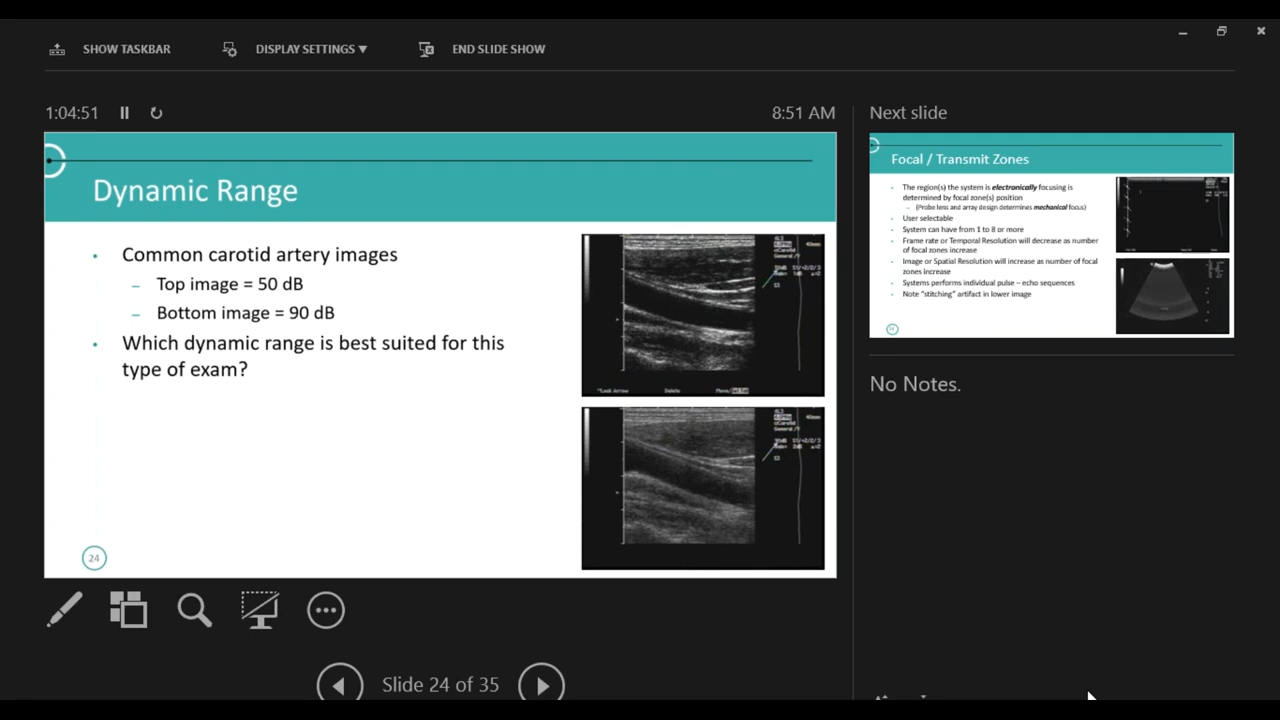 SHOW TASKBAR
DISPLAY SETTINGS ▼
END SLIDE SHOW
1:04:51
8:51 AM
Dynamic Range
• Common carotid artery images
– Top image = 50 dB
– Bottom image = 90 dB
• Which dynamic range is best suited for this
type of exam?
24
Slide 24 of 35
Next slide
Focal / Transmit Zones
• The region(s) the system is electronically focusing is
determined by focal zone(s) position
– (Probe lens and array design determines mechanical focus)
• User selectable
• System can have from 1 to 8 or more
• Frame rate or Temporal Resolution will decrease as number
of focal zones increase
• Image or Spatial Resolution will increase as number of focal
zones increase
• Systems performs individual pulse – echo sequences
• Note "stitching" artifact in lower image
No Notes.